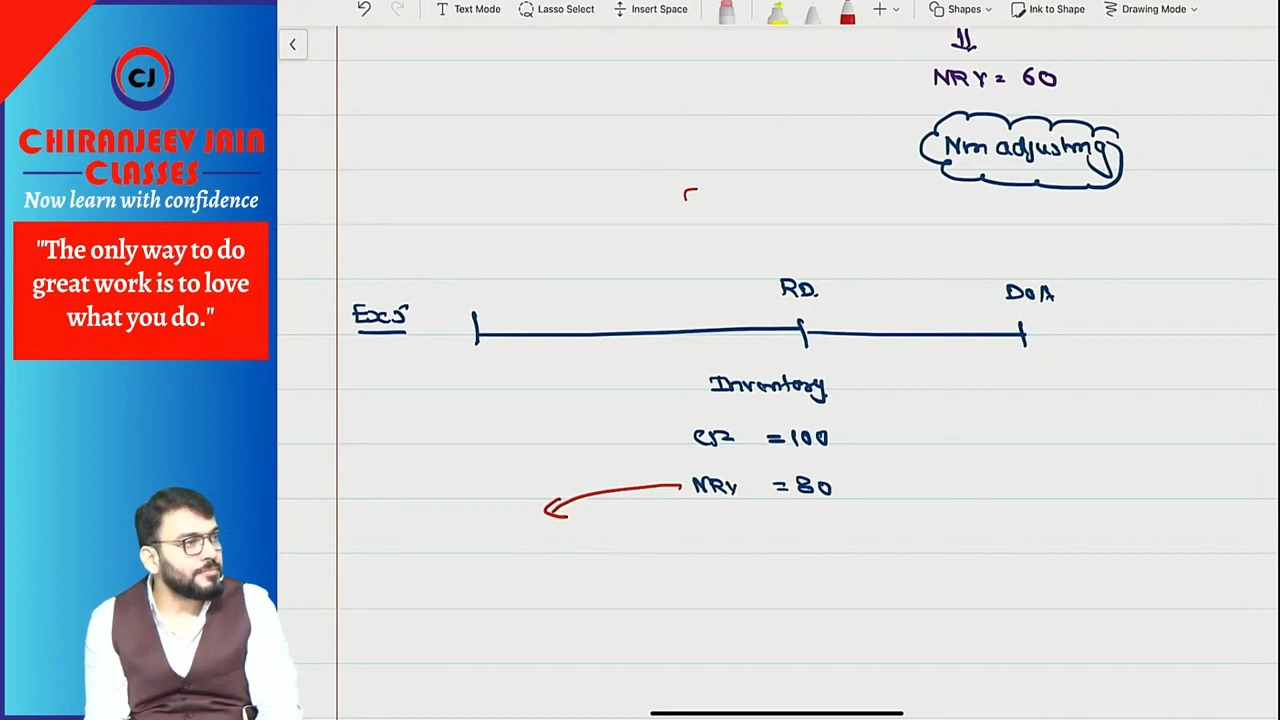 Text Mode Lasso Select Insert Space Shapes Ink to Shape Drawing Mode
CJ
CHIRANJEEV JAIN
CLASSES
Now learn with confidence
"The only way to do
great work is to love
what you do."
NRV = 60
Non adjusting
RD. DOA
Ex 5
Inventory
= 100
NRV = 80